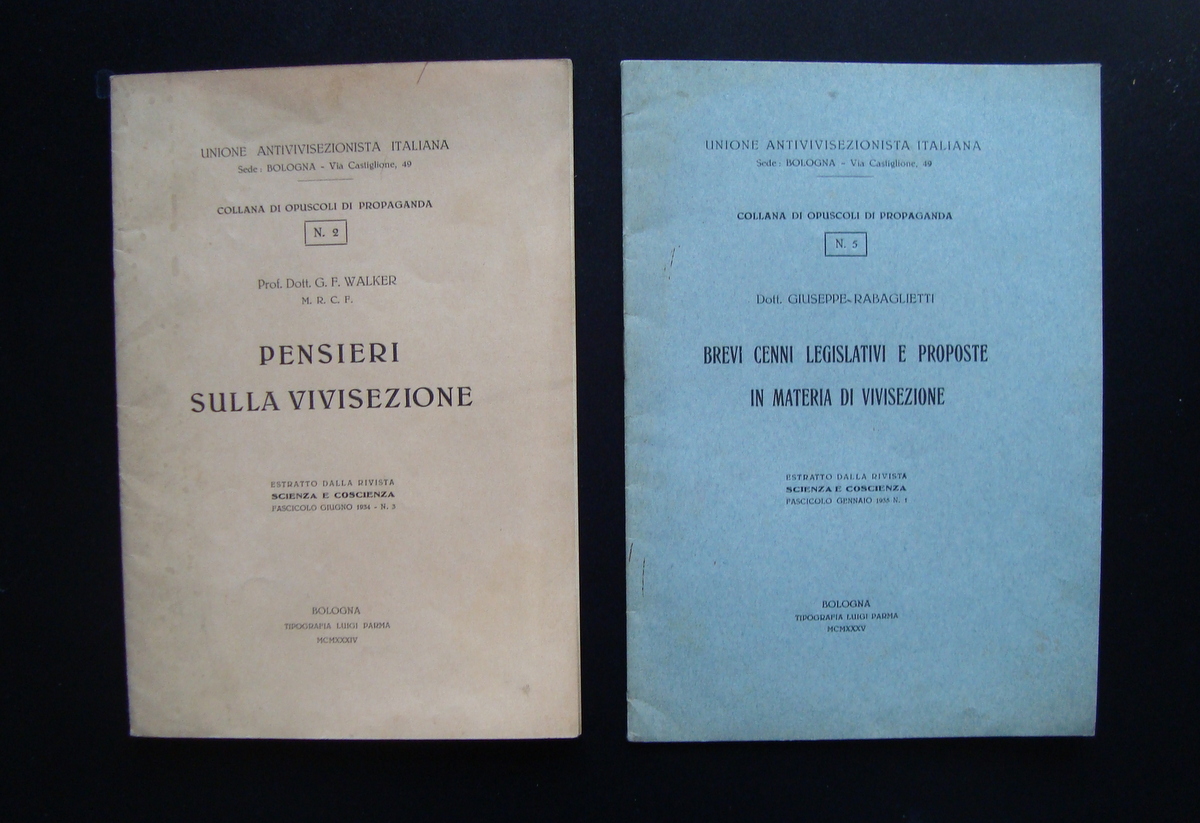 UNIONE ANTIVIVISEZIONISTA ITALIANA
Sede: BOLOGNA - Via Castiglione, 49
COLLANA DI OPUSCOLI DI PROPAGANDA
N. 2
Prof. Dott. G. F. WALKER
M. R. C. F.
PENSIERI
SULLA VIVISEZIONE
ESTRATTO DALLA RIVISTA
SCIENZA E COSCIENZA
FASCICOLO GIUGNO 1934 - N. 3
BOLOGNA
TIPOGRAFIA LUIGI PARMA
MCMXXXIV
UNIONE ANTIVIVISEZIONISTA ITALIANA
Sede: BOLOGNA - Via Castiglione, 49
COLLANA DI OPUSCOLI DI PROPAGANDA
N. 5
Dott. GIUSEPPE RABAGLIETTI
BREVI CENNI LEGISLATIVI E PROPOSTE
IN MATERIA DI VIVISEZIONE
ESTRATTO DALLA RIVISTA
SCIENZA E COSCIENZA
FASCICOLO GENNAIO 1935 N. 1
BOLOGNA
TIPOGRAFIA LUIGI PARMA
MCMXXXV